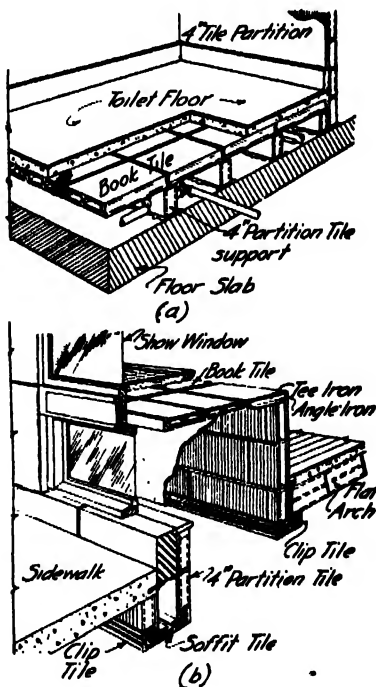 4" Tile Partition
Toilet Floor
Book Tile
4" Partition Tile
support
Floor Slab
(a)
Show Window
Book Tile
Tee Iron
Angle Iron
Flat
Arch
Clip Tile
Sidewalk
4" Partition Tile
Clip
Tile
Soffit Tile
(b)